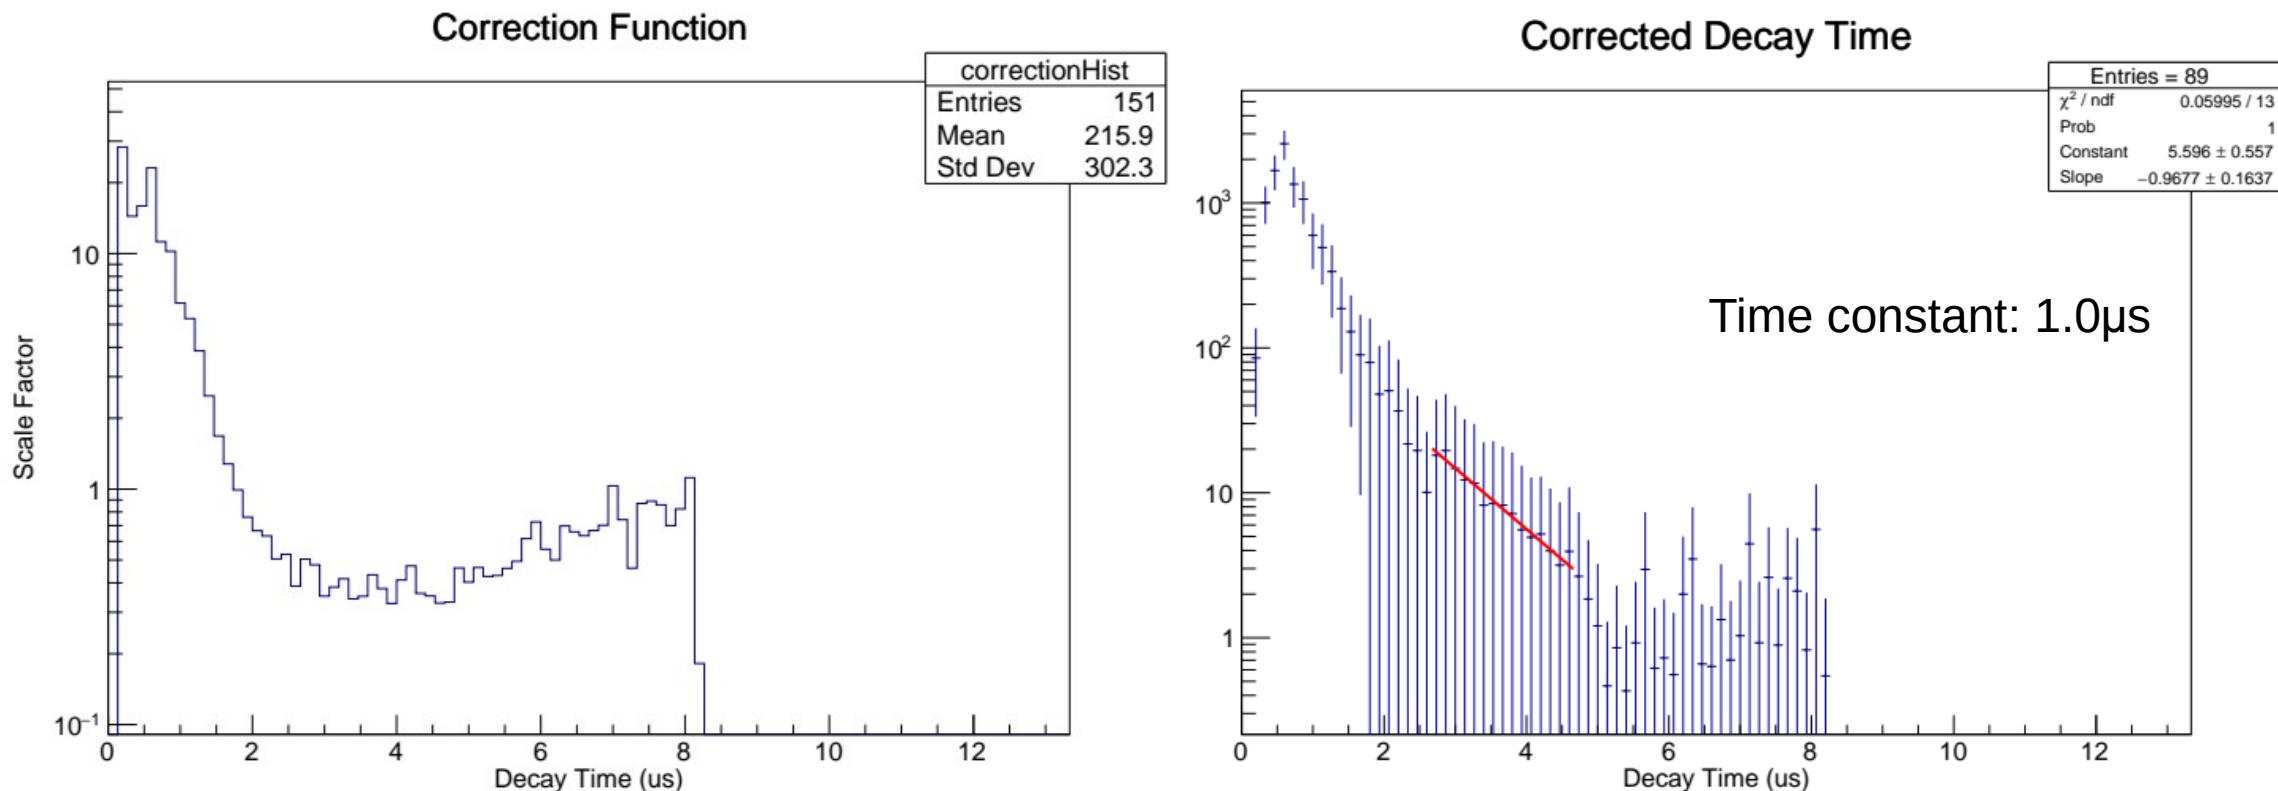 Correction Function
correctionHist
Entries 151
Mean 215.9
Std Dev 302.3
Scale Factor
10
1
10⁻¹
0 2 4 6 8 10 12
Decay Time (us)
Corrected Decay Time
Entries = 89
χ² / ndf 0.05995 / 13
Prob 1
Constant 5.596 ± 0.557
Slope −0.9677 ± 0.1637
Time constant: 1.0µs
10³
10²
10
1
0 2 4 6 8 10 12
Decay Time (us)